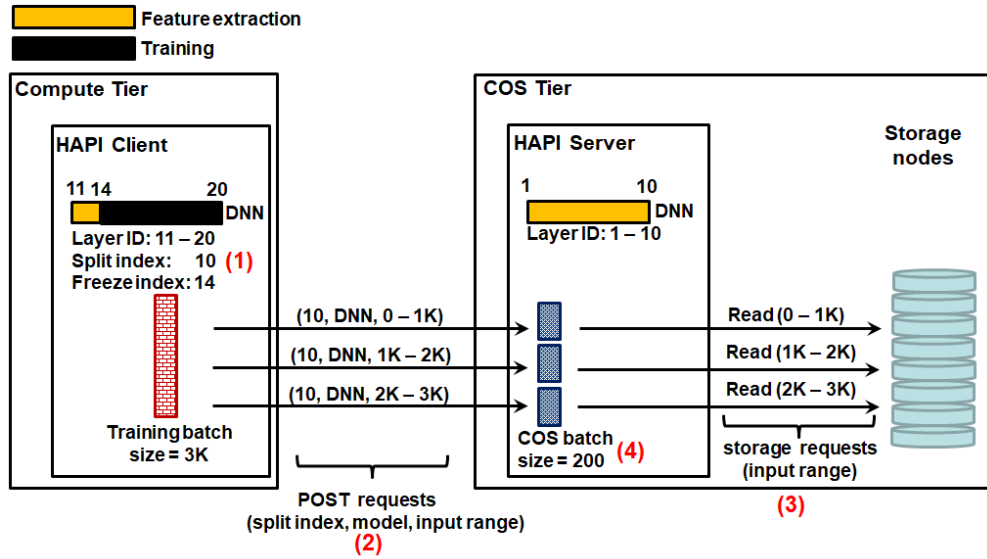 Feature extraction
Training
Compute Tier
HAPI Client
11 14 20
DNN
Layer ID: 11 – 20
Split index: 10 (1)
Freeze index: 14
Training batch
size = 3K
(10, DNN, 0 – 1K)
(10, DNN, 1K – 2K)
(10, DNN, 2K – 3K)
POST requests
(split index, model, input range)
(2)
COS Tier
HAPI Server
1 10
DNN
Layer ID: 1 – 10
COS batch
size = 200 (4)
Read (0 – 1K)
Read (1K – 2K)
Read (2K – 3K)
storage requests
(input range)
(3)
Storage
nodes